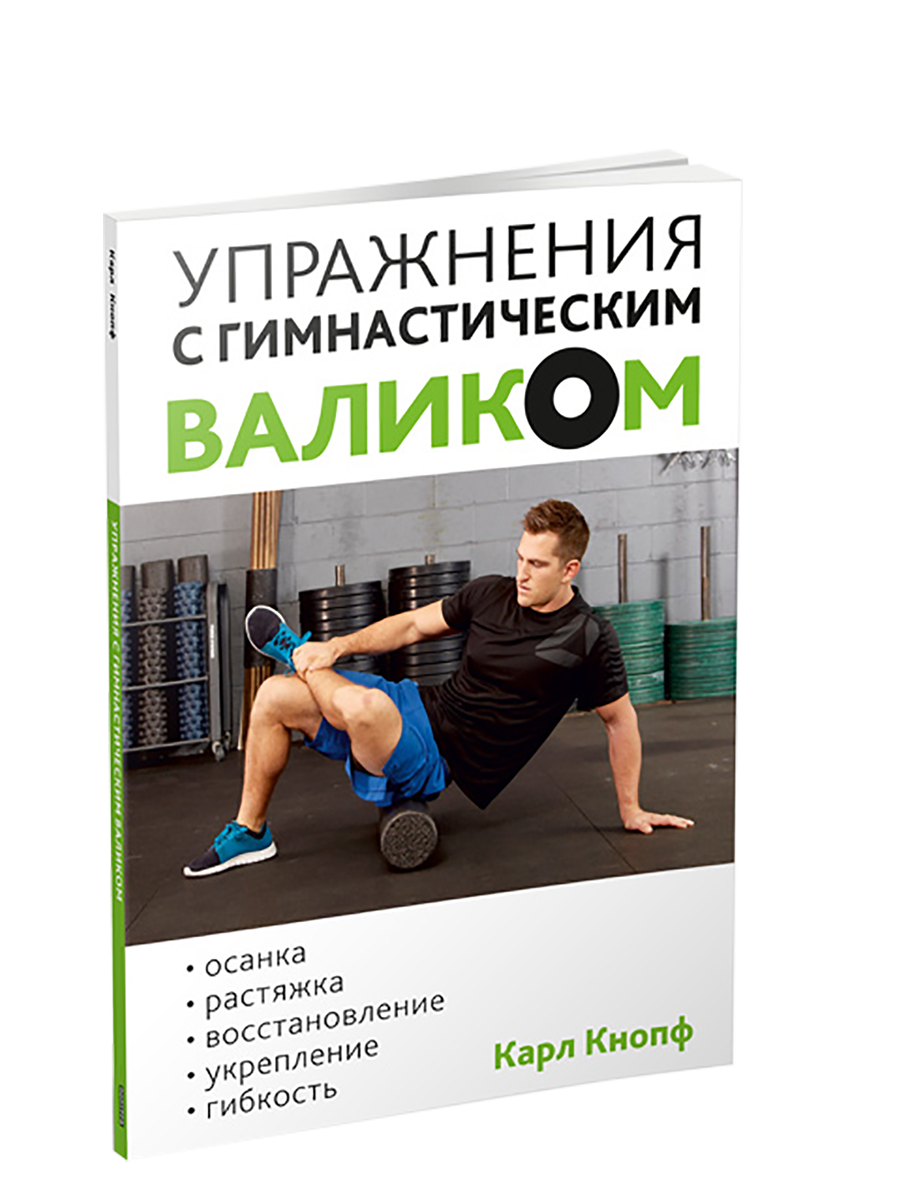 УПРАЖНЕНИЯ
С ГИМНАСТИЧЕСКИМ
ВАЛИКОМ
• осанка
• растяжка
• восстановление
• укрепление
• гибкость
Карл Кнопф
Карл Кнопф
УПРАЖНЕНИЯ С ГИМНАСТИЧЕСКИМ ВАЛИКОМ